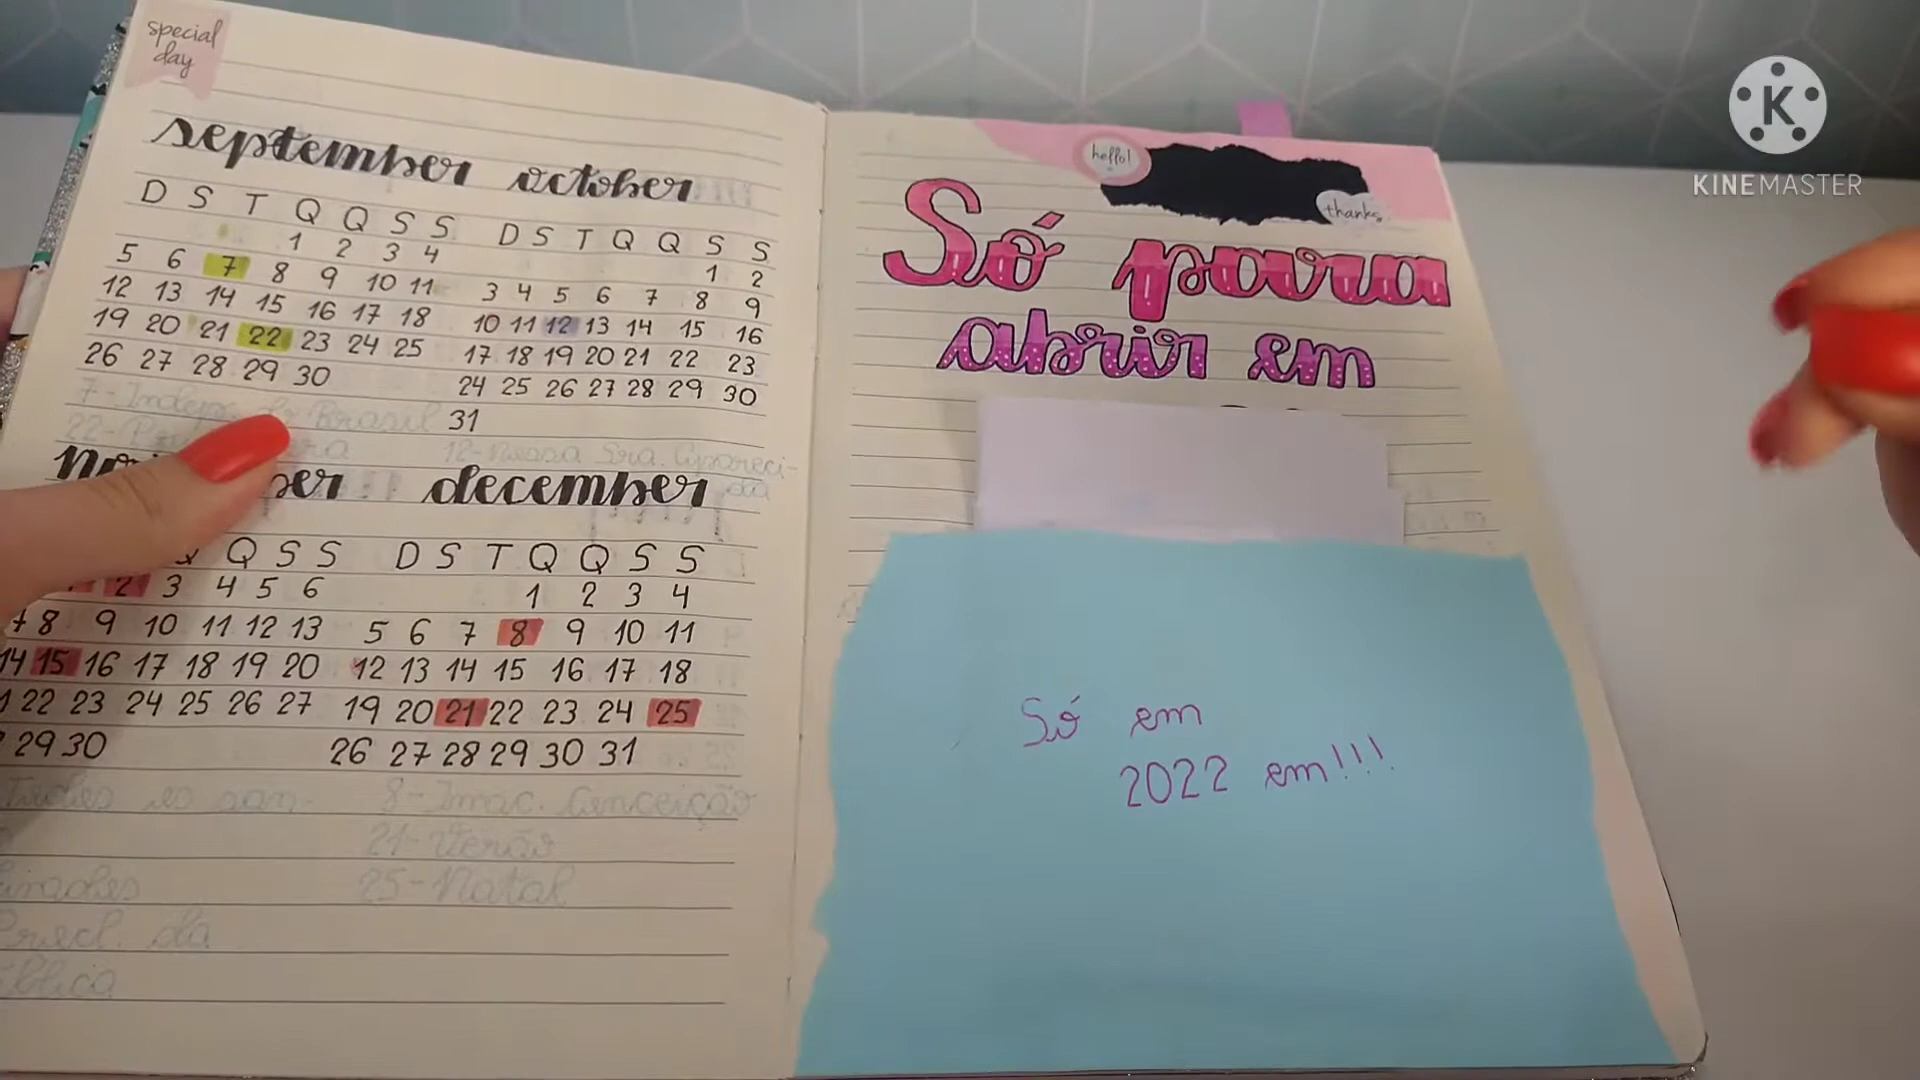 special
day
september october
D S T Q Q S S
1 2 3 4
5 6 7 8 9 10 11
12 13 14 15 16 17 18
19 20 21 22 23 24 25
26 27 28 29 30
D S T Q Q S S
1 2
3 4 5 6 7 8 9
10 11 12 13 14 15 16
17 18 19 20 21 22 23
24 25 26 27 28 29 30
31
7- Brasil
22-
12- Nossa Sra. Apareci-
da
december
Q S S
2 3 4 5 6
8 9 10 11 12 13
14 15 16 17 18 19 20
22 23 24 25 26 27
29 30
D S T Q Q S S
1 2 3 4
5 6 7 8 9 10 11
12 13 14 15 16 17 18
19 20 21 22 23 24 25
26 27 28 29 30 31
8- Imac. Conceição
21- Verão
25- Natal
hello!
thanks
Só para
abrir em
Só em
2022 em!!!
K
KINEMASTER